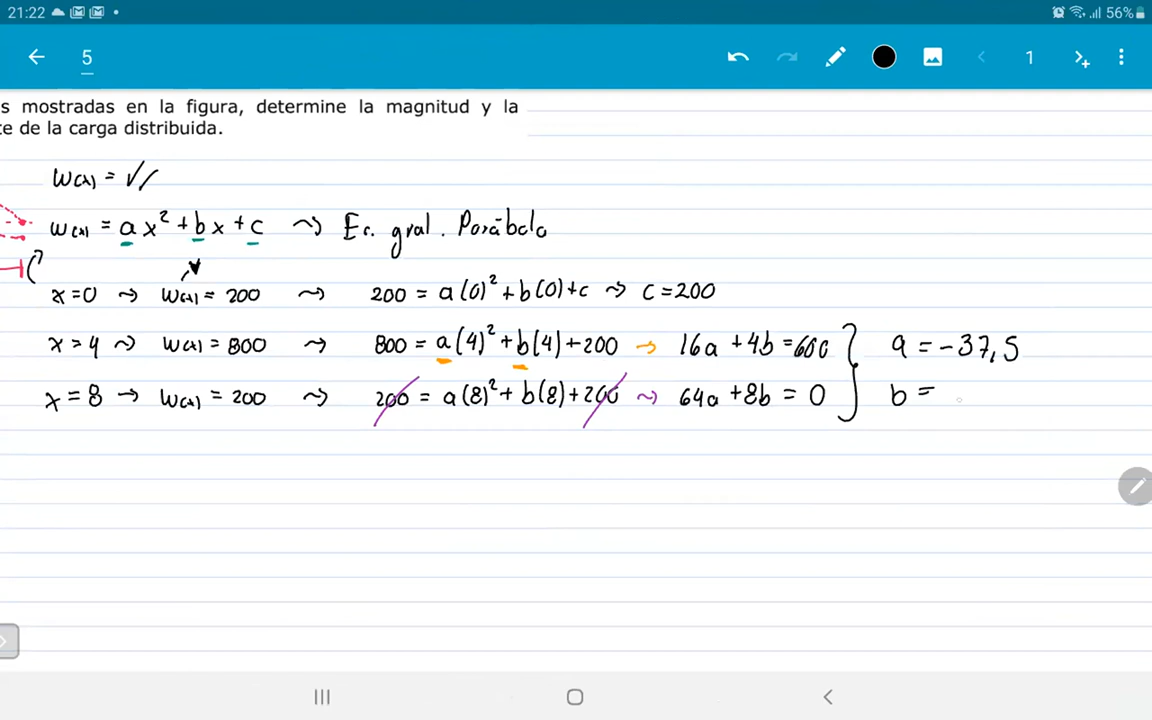 21:22 56%
5 1
s mostradas en la figura, determine la magnitud y la
te de la carga distribuida.
w(x) =
w(x) = ax² + bx + c ⇝ Ec. gral. Parábola
x=0 ⇝ w(x) = 200 ⇝ 200 = a(0)² + b(0)+c ⇝ c=200
x=4 ⇝ w(x) = 800 ⇝ 800 = a(4)² + b(4)+200 → 16a + 4b = 600 } a = -37,5
x=8 → w(x) = 200 ⇝ 200 = a(8)² + b(8)+200 ⇝ 64a + 8b = 0 } b =